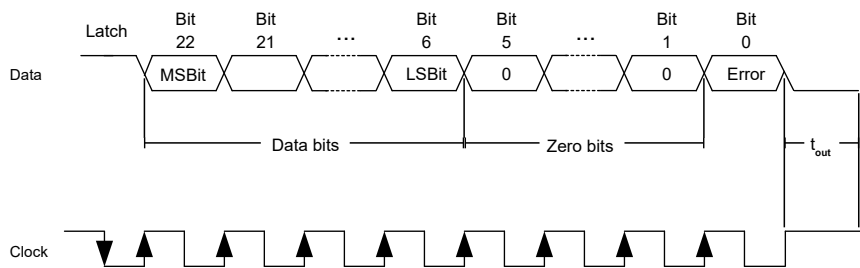 Latch
Bit 22
Bit 21
...
Bit 6
Bit 5
...
Bit 1
Bit 0
Data
MSBit
LSBit
0
0
Error
Data bits
Zero bits
tout
Clock